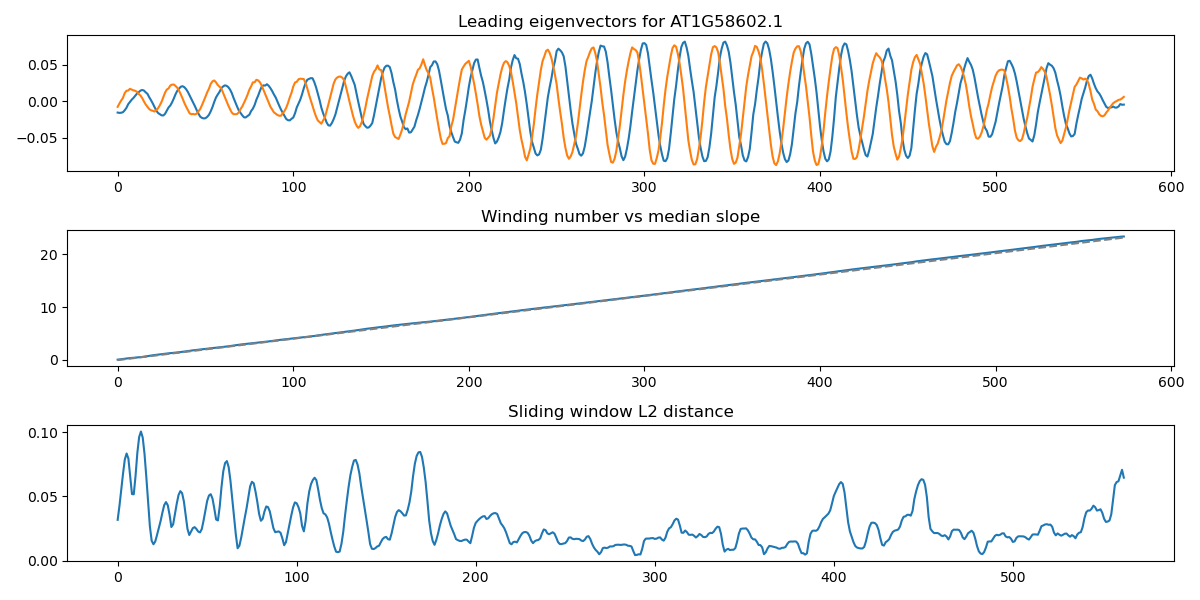 Leading eigenvectors for AT1G58602.1
0.05
0.00
−0.05
0 100 200 300 400 500 600
Winding number vs median slope
20
10
0
0 100 200 300 400 500 600
Sliding window L2 distance
0.10
0.05
0.00
0 100 200 300 400 500